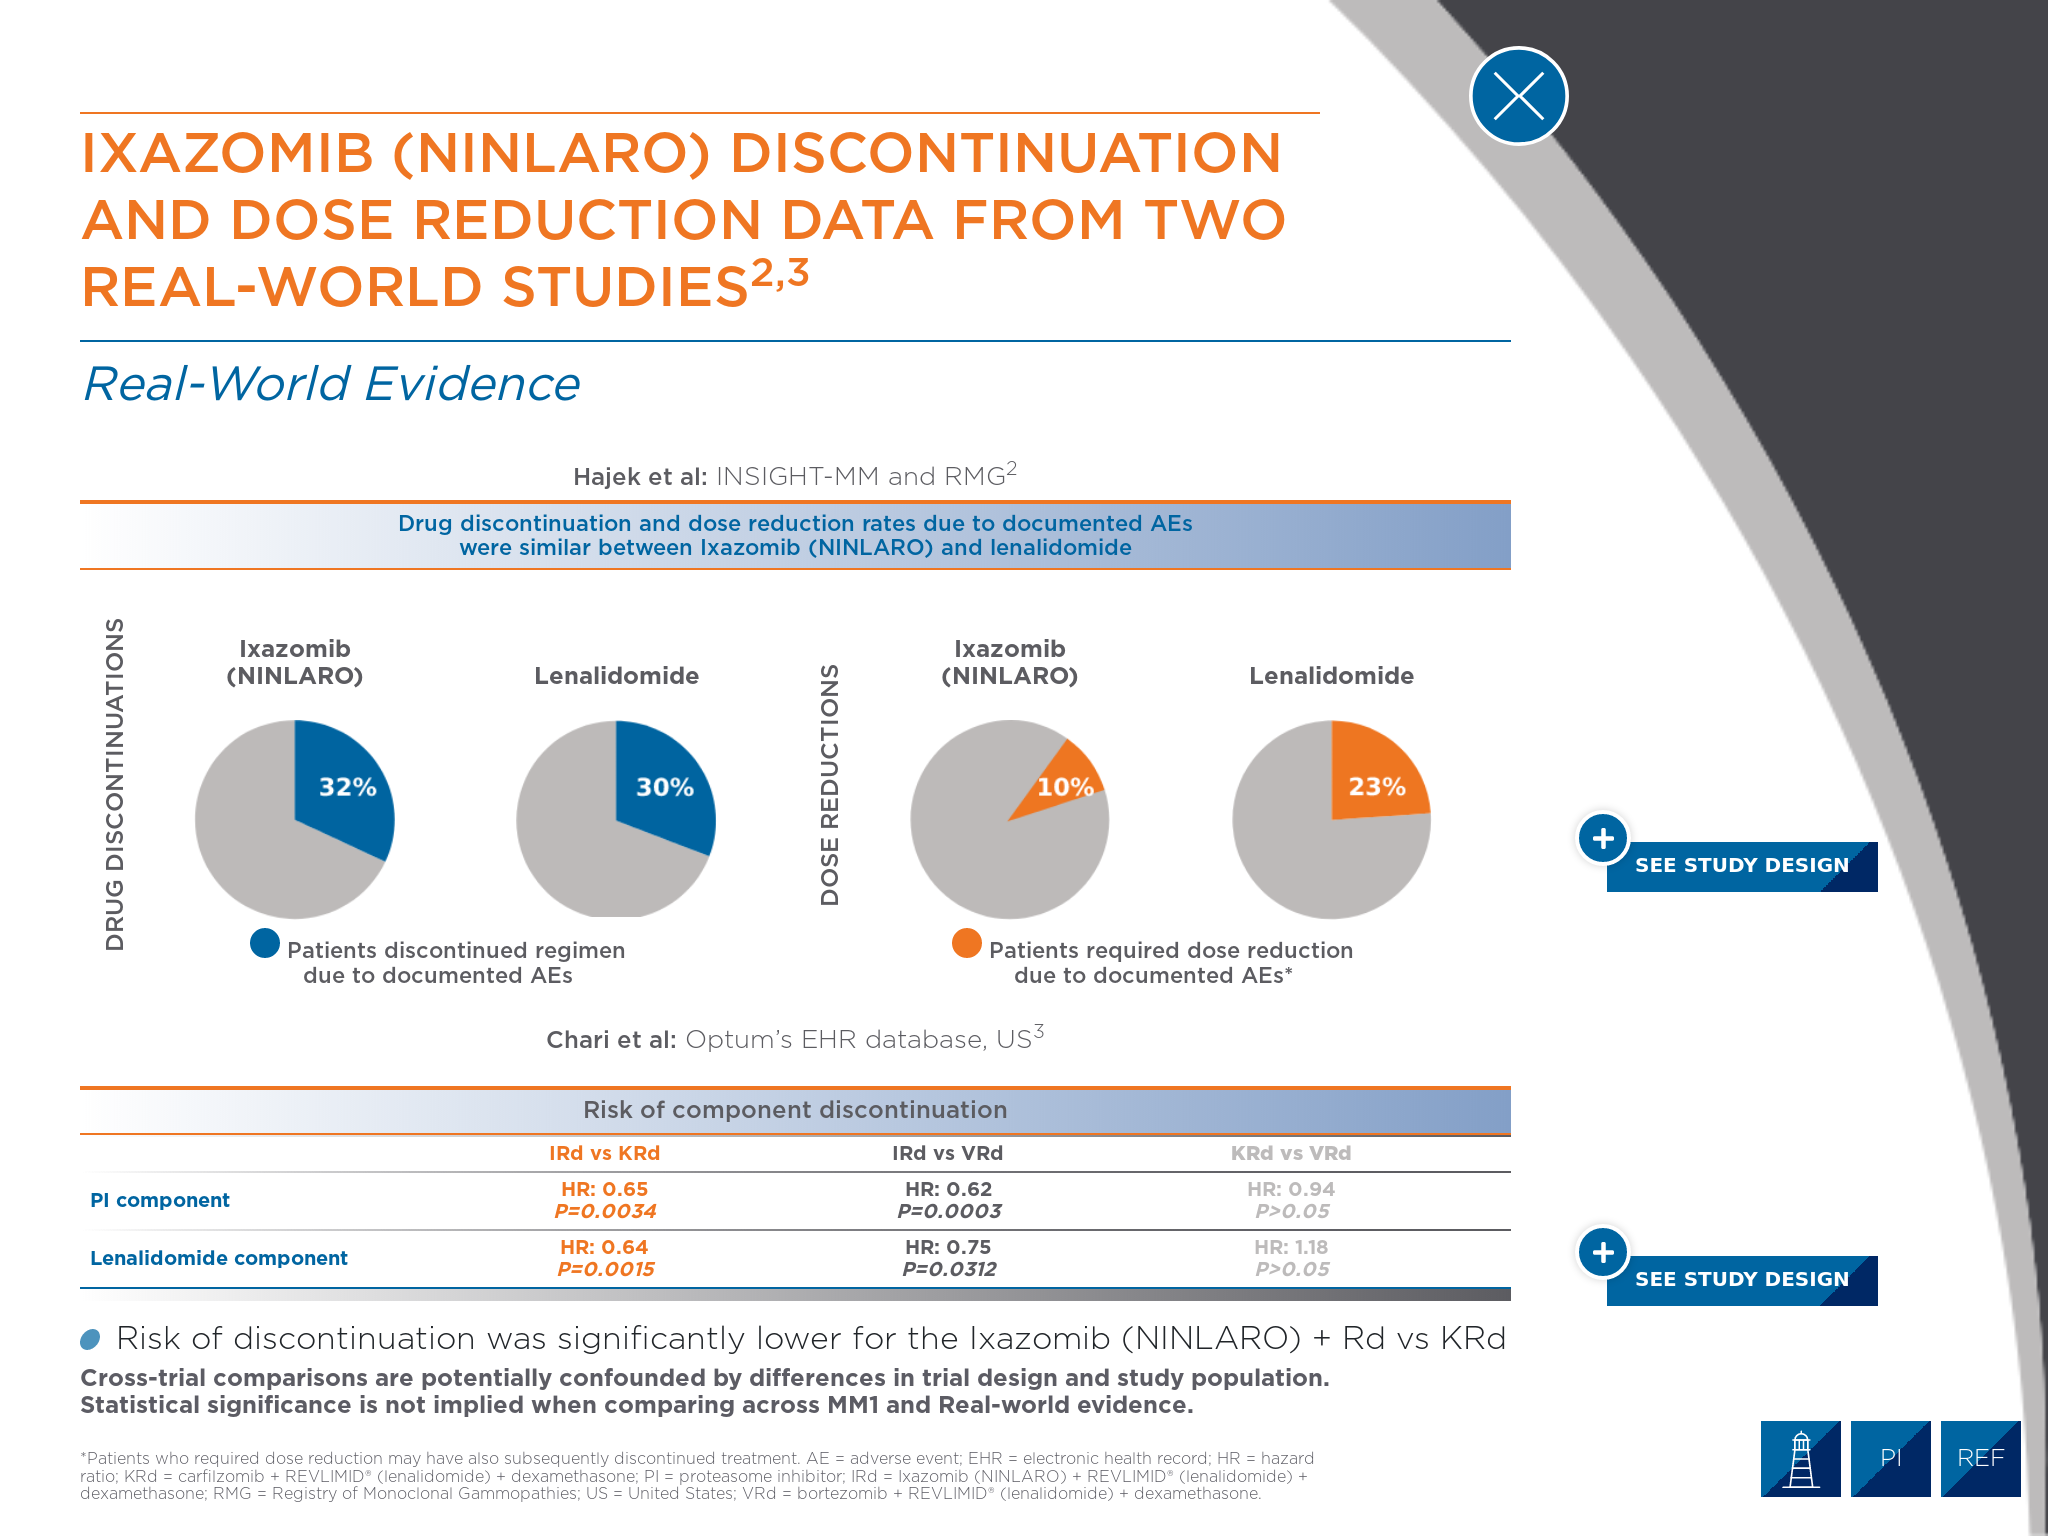 IXAZOMIB (NINLARO) DISCONTINUATION
AND DOSE REDUCTION DATA FROM TWO
REAL-WORLD STUDIES2,3
Real-World Evidence
Hajek et al: INSIGHT-MM and RMG2
Drug discontinuation and dose reduction rates due to documented AEs
were similar between Ixazomib (NINLARO) and lenalidomide
DRUG DISCONTINUATIONS
Ixazomib
(NINLARO)
Lenalidomide
32%
30%
Patients discontinued regimen
due to documented AEs
DOSE REDUCTIONS
Ixazomib
(NINLARO)
Lenalidomide
10%
23%
Patients required dose reduction
due to documented AEs*
SEE STUDY DESIGN
Chari et al: Optum’s EHR database, US3
Risk of component discontinuation
IRd vs KRd IRd vs VRd KRd vs VRd
PI component
HR: 0.65 HR: 0.62 HR: 0.94
P=0.0034 P=0.0003 P>0.05
Lenalidomide component
HR: 0.64 HR: 0.75 HR: 1.18
P=0.0015 P=0.0312 P>0.05
SEE STUDY DESIGN
Risk of discontinuation was significantly lower for the Ixazomib (NINLARO) + Rd vs KRd
Cross-trial comparisons are potentially confounded by differences in trial design and study population.
Statistical significance is not implied when comparing across MM1 and Real-world evidence.
*Patients who required dose reduction may have also subsequently discontinued treatment. AE = adverse event; EHR = electronic health record; HR = hazard
ratio; KRd = carfilzomib + REVLIMID® (lenalidomide) + dexamethasone; PI = proteasome inhibitor; IRd = Ixazomib (NINLARO) + REVLIMID® (lenalidomide) +
dexamethasone; RMG = Registry of Monoclonal Gammopathies; US = United States; VRd = bortezomib + REVLIMID® (lenalidomide) + dexamethasone.
PI
REF